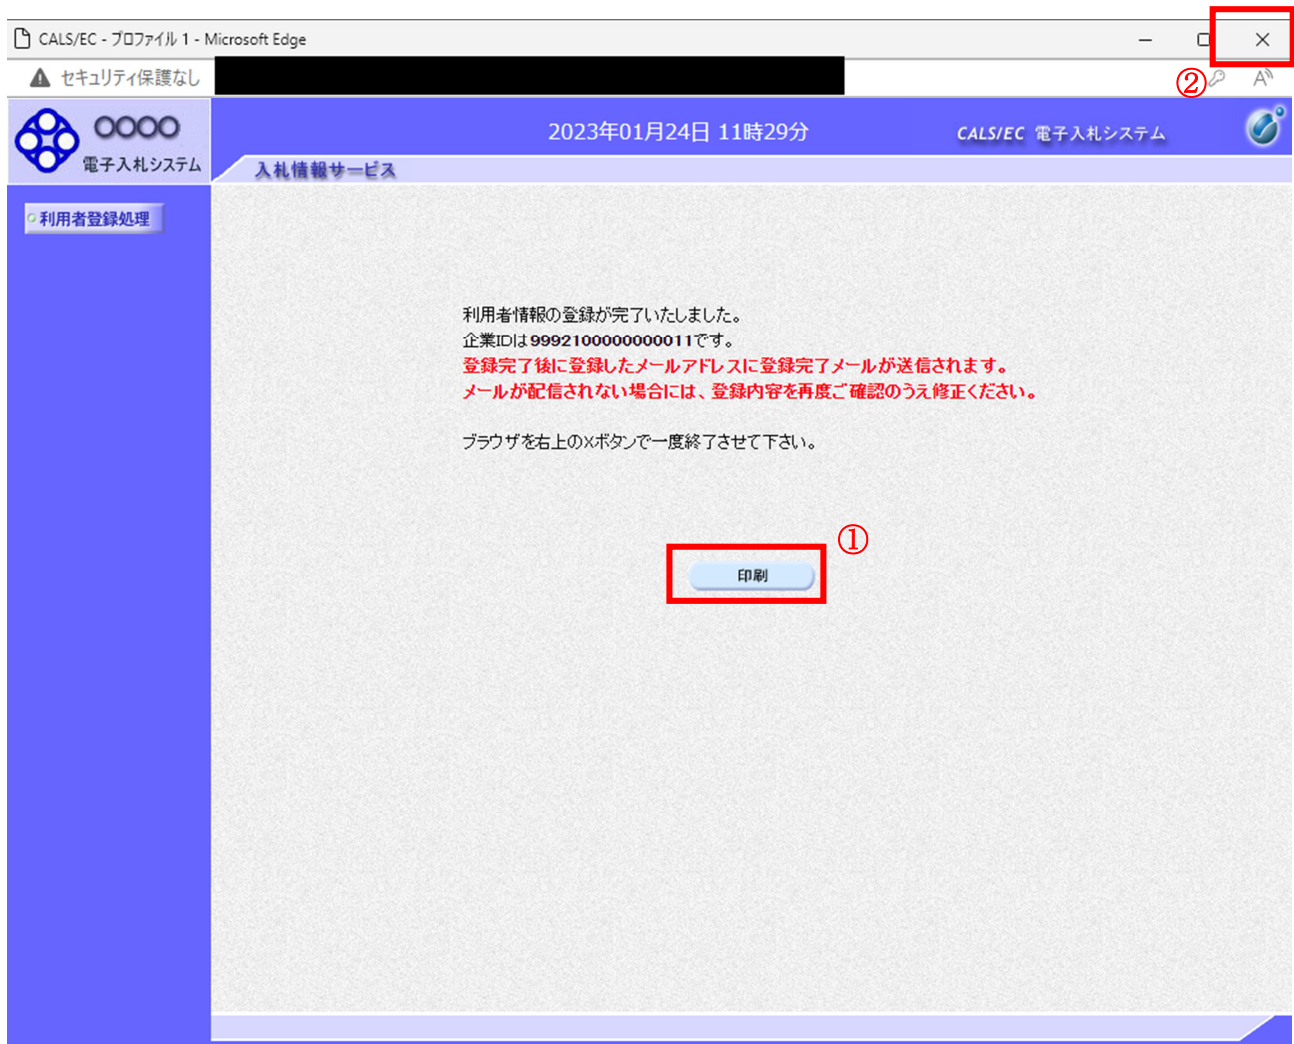 CALS/EC - プロファイル 1 - Microsoft Edge
セキュリティ保護なし
②
OOOO
電子入札システム
2023年01月24日 11時29分
CALS/EC 電子入札システム
入札情報サービス
利用者登録処理
利用者情報の登録が完了いたしました。
企業IDは9992100000000011です。
登録完了後に登録したメールアドレスに登録完了メールが送信されます。
メールが配信されない場合には、登録内容を再度ご確認のうえ修正ください。
ブラウザを右上のXボタンで一度終了させて下さい。
①
印刷